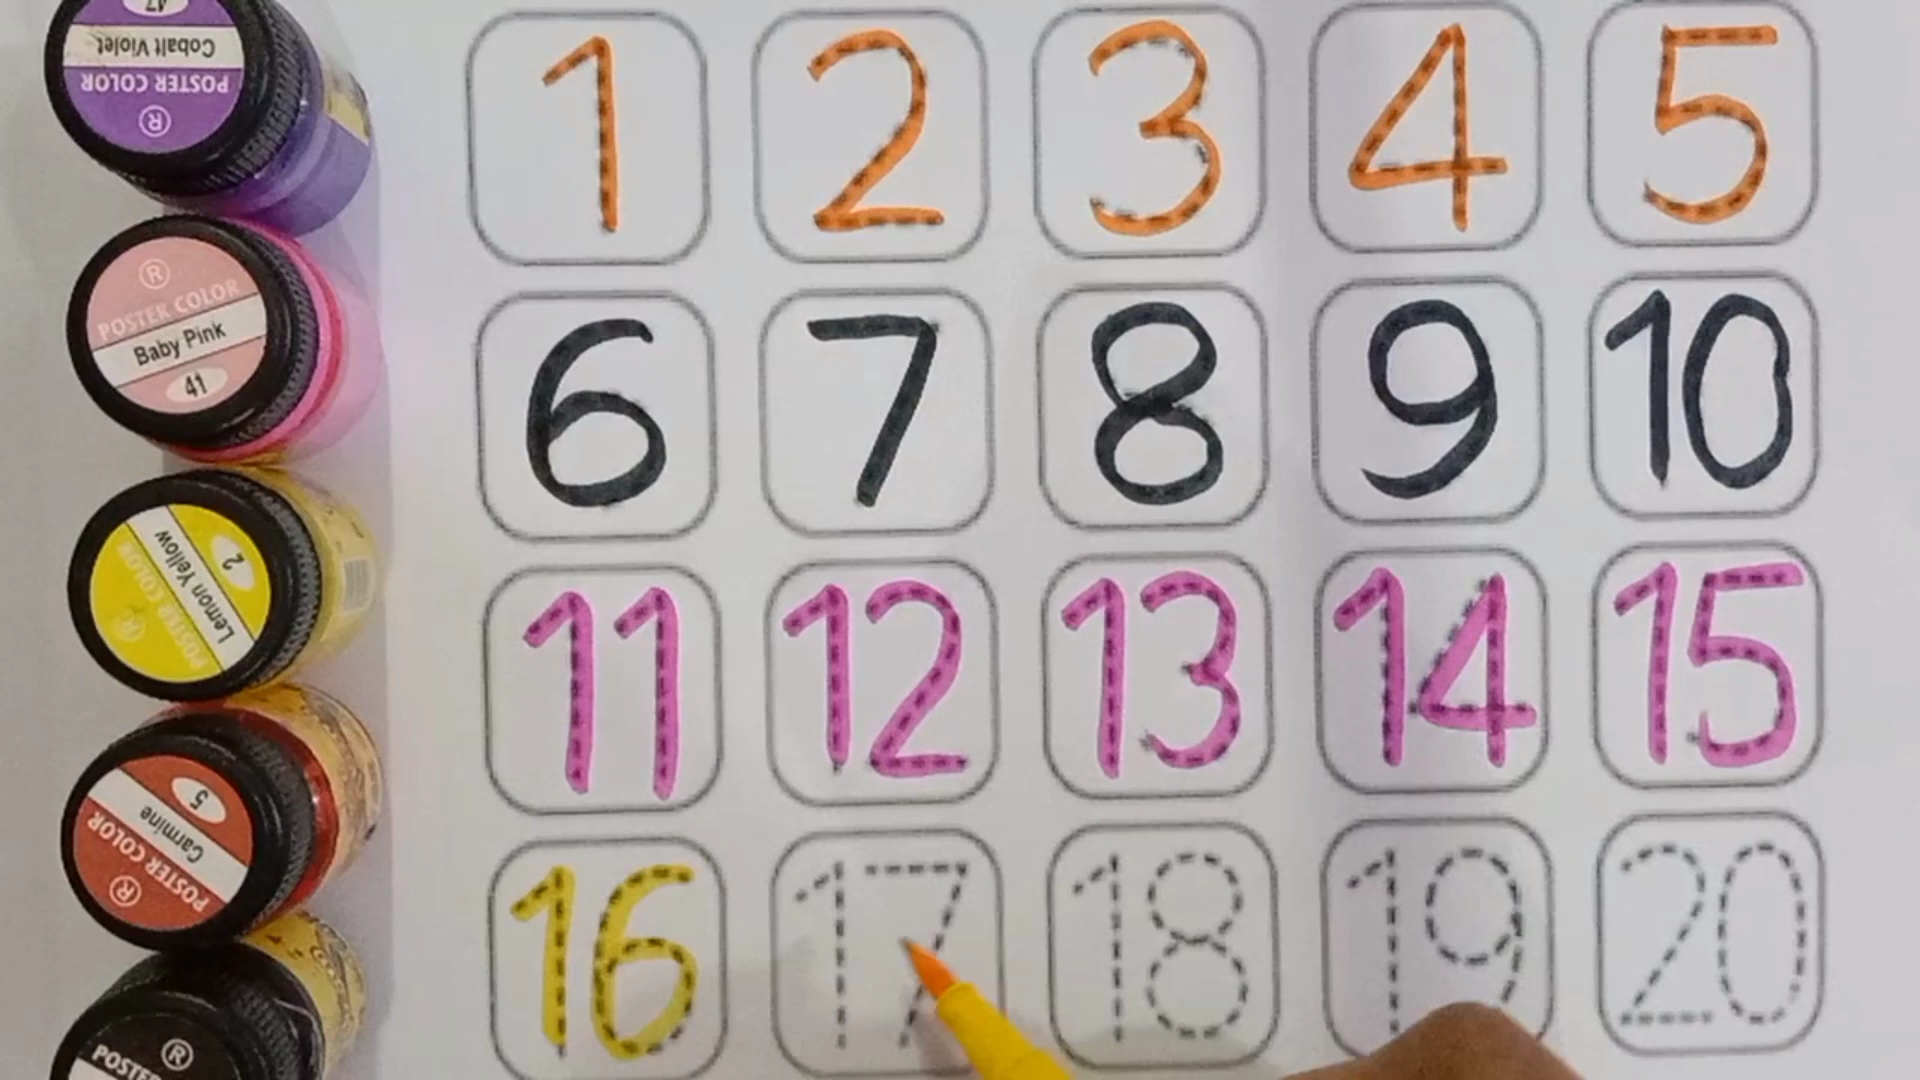 47
Cobalt Violet
POSTER COLOR
®
®
POSTER COLOR
Baby Pink
41
2
Lemon Yellow
POSTER COLOR
®
5
Carmine
POSTER COLOR
®
®
1 2 3 4 5
6 7 8 9 10
11 12 13 14 15
16 17 18 19 20